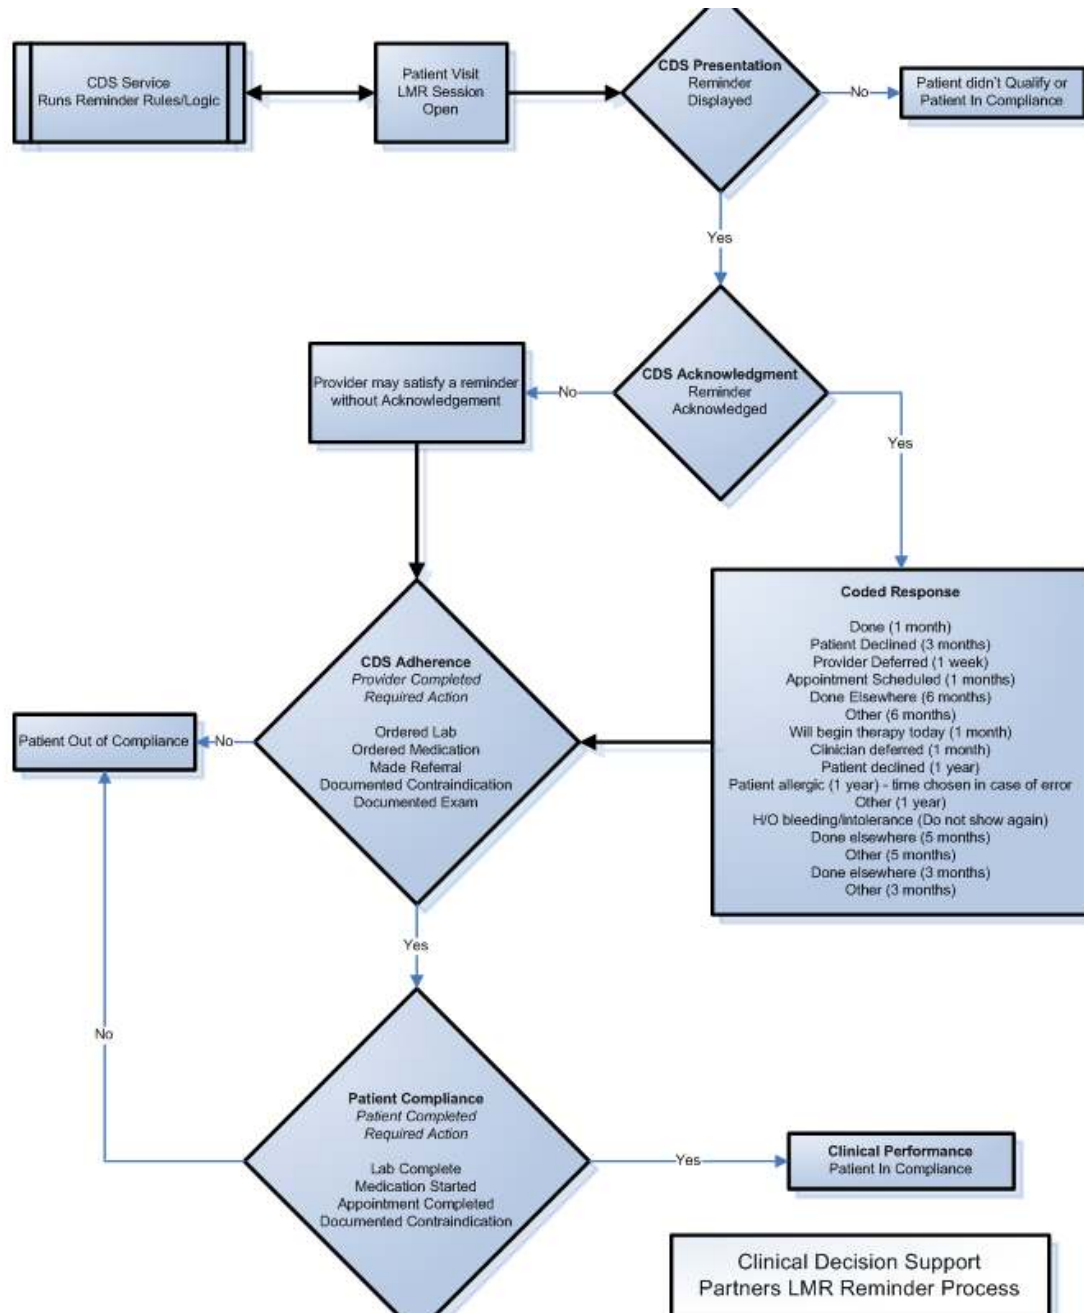 CDS Service
Runs Reminder Rules/Logic
Patient Visit
LMR Session
Open
CDS Presentation
Reminder
Displayed
No
Patient didn't Qualify or
Patient In Compliance
Yes
Provider may satisfy a reminder
without Acknowledgement
No
CDS Acknowledgment
Reminder
Acknowledged
Yes
Coded Response
Done (1 month)
Patient Declined (3 months)
Provider Deferred (1 week)
Appointment Scheduled (1 months)
Done Elsewhere (6 months)
Other (6 months)
Will begin therapy today (1 month)
Clinician deferred (1 month)
Patient declined (1 year)
Patient allergic (1 year) - time chosen in case of error
Other (1 year)
H/O bleeding/intolerance (Do not show again)
Done elsewhere (5 months)
Other (5 months)
Done elsewhere (3 months)
Other (3 months)
CDS Adherence
Provider Completed
Required Action
Ordered Lab
Ordered Medication
Made Referral
Documented Contraindication
Documented Exam
No
Patient Out of Compliance
Yes
No
Patient Compliance
Patient Completed
Required Action
Lab Complete
Medication Started
Appointment Completed
Documented Contraindication
Yes
Clinical Performance
Patient In Compliance
Clinical Decision Support
Partners LMR Reminder Process